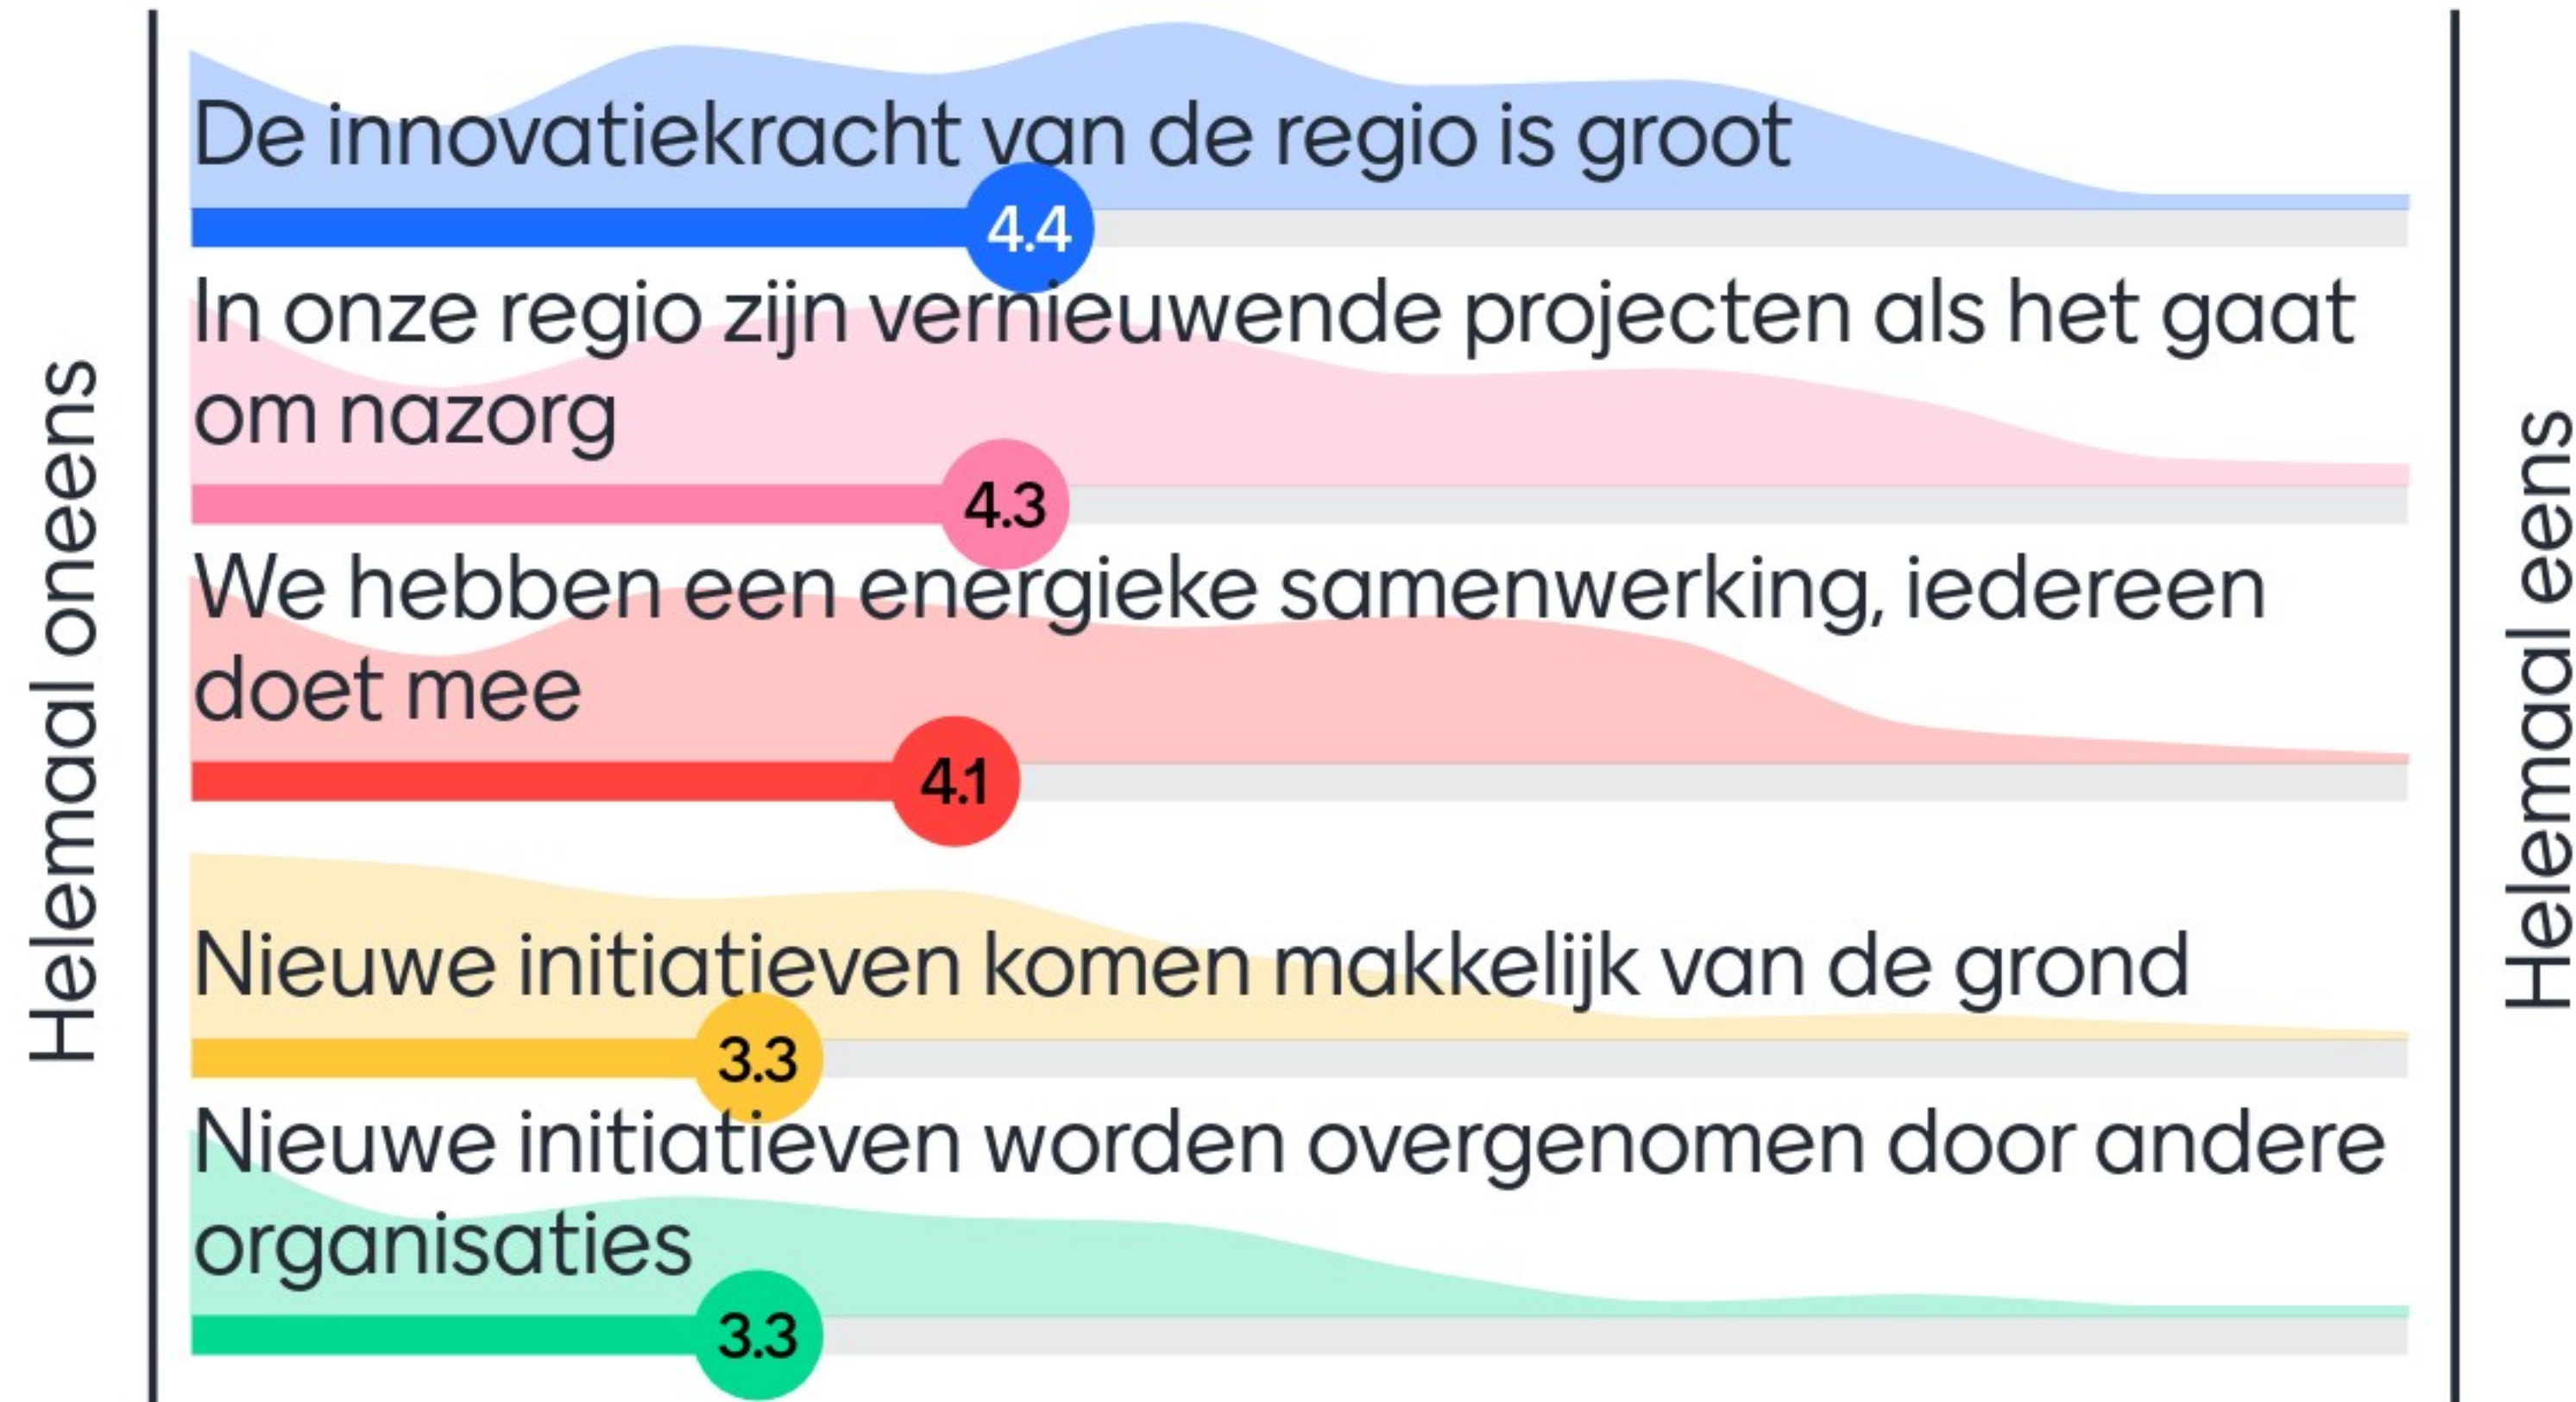 Helemaal oneens
De innovatiekracht van de regio is groot
4.4
In onze regio zijn vernieuwende projecten als het gaat
om nazorg
4.3
We hebben een energieke samenwerking, iedereen
doet mee
4.1
Nieuwe initiatieven komen makkelijk van de grond
3.3
Nieuwe initiatieven worden overgenomen door andere
organisaties
3.3
Helemaal eens